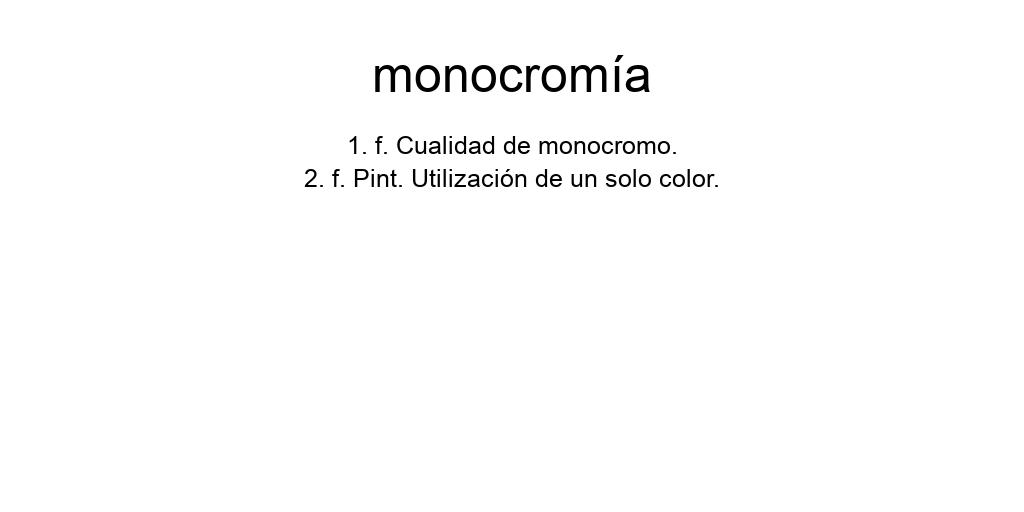 monocromía
1. f. Cualidad de monocromo.
2. f. Pint. Utilización de un solo color.